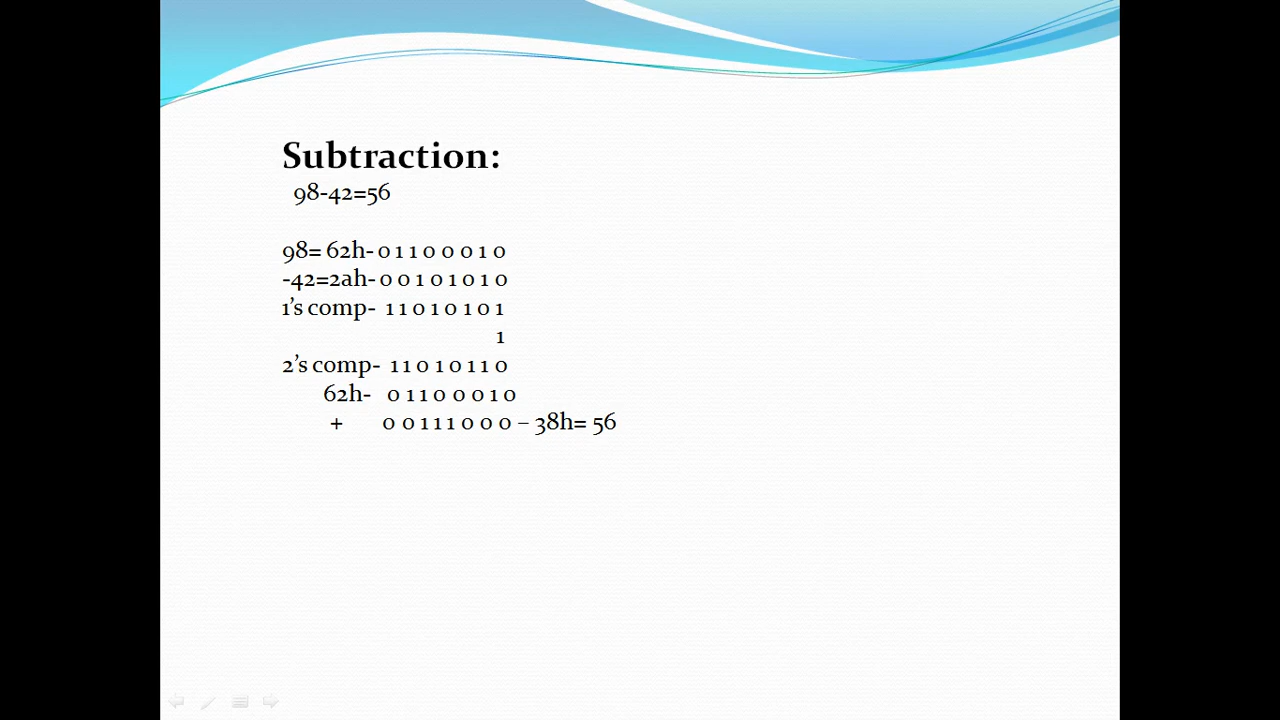 Subtraction:
98-42=56
98= 62h- 0 1 1 0 0 0 1 0
-42=2ah- 0 0 1 0 1 0 1 0
1's comp- 1 1 0 1 0 1 0 1
1
2's comp- 1 1 0 1 0 1 1 0
62h- 0 1 1 0 0 0 1 0
+ 0 0 1 1 1 0 0 0 – 38h= 56